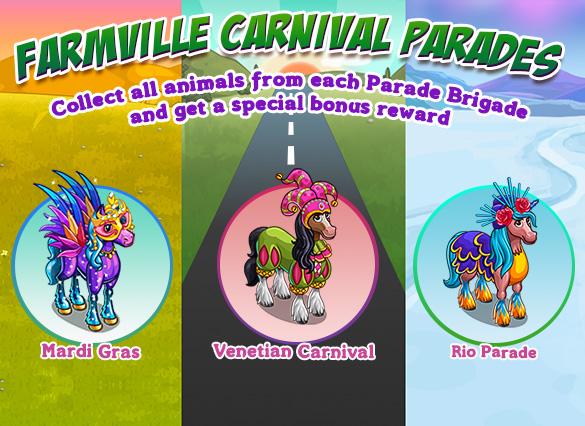 FARMVILLE CARNIVAL PARADES
Collect all animals from each Parade Brigade
and get a special bonus reward
Mardi Gras
Venetian Carnival
Rio Parade